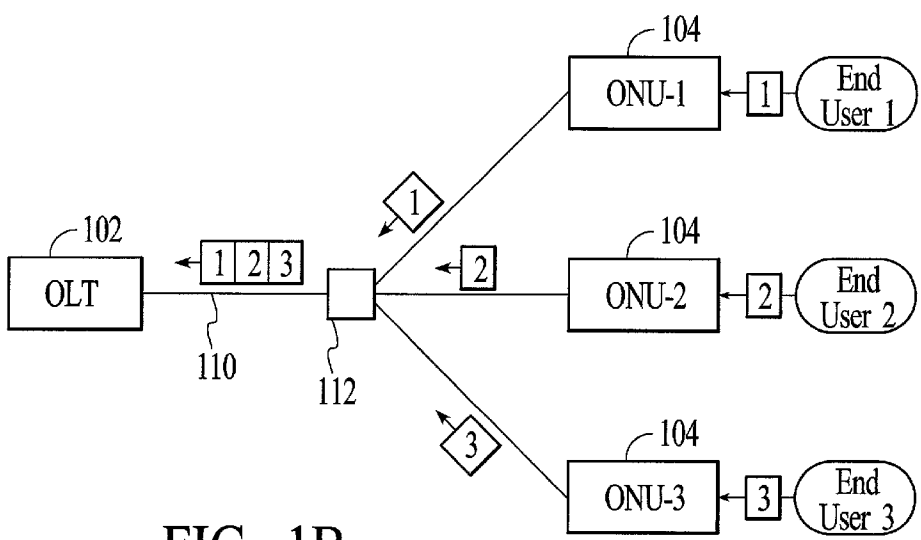 104
ONU-1
1
End
User 1
1
102
104
OLT
1 2 3
2
ONU-2
2
End
User 2
110
112
3
104
ONU-3
3
End
User 3
FIG. 1B